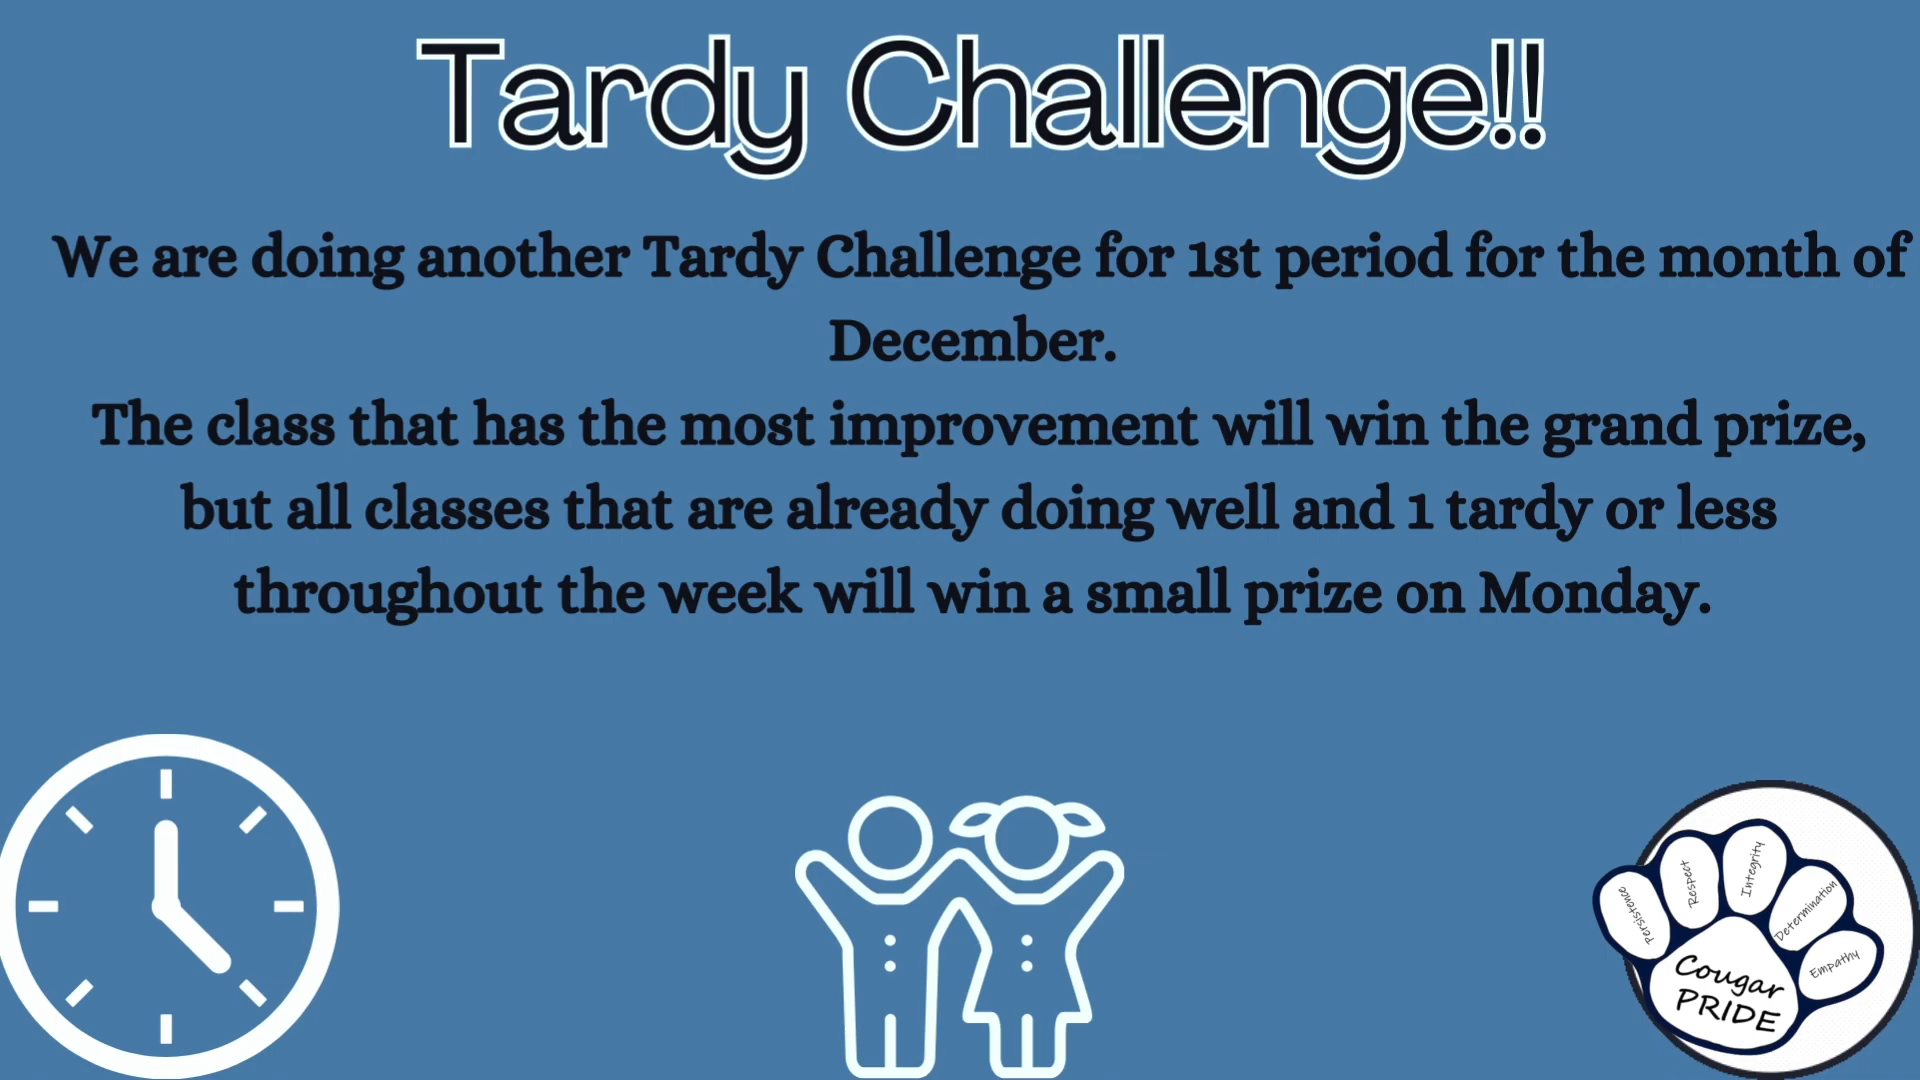 Tardy Challenge!!
We are doing another Tardy Challenge for 1st period for the month of
December.
The class that has the most improvement will win the grand prize,
but all classes that are already doing well and 1 tardy or less
throughout the week will win a small prize on Monday.
Persistence
Respect
Integrity
Determination
Empathy
Cougar
PRIDE